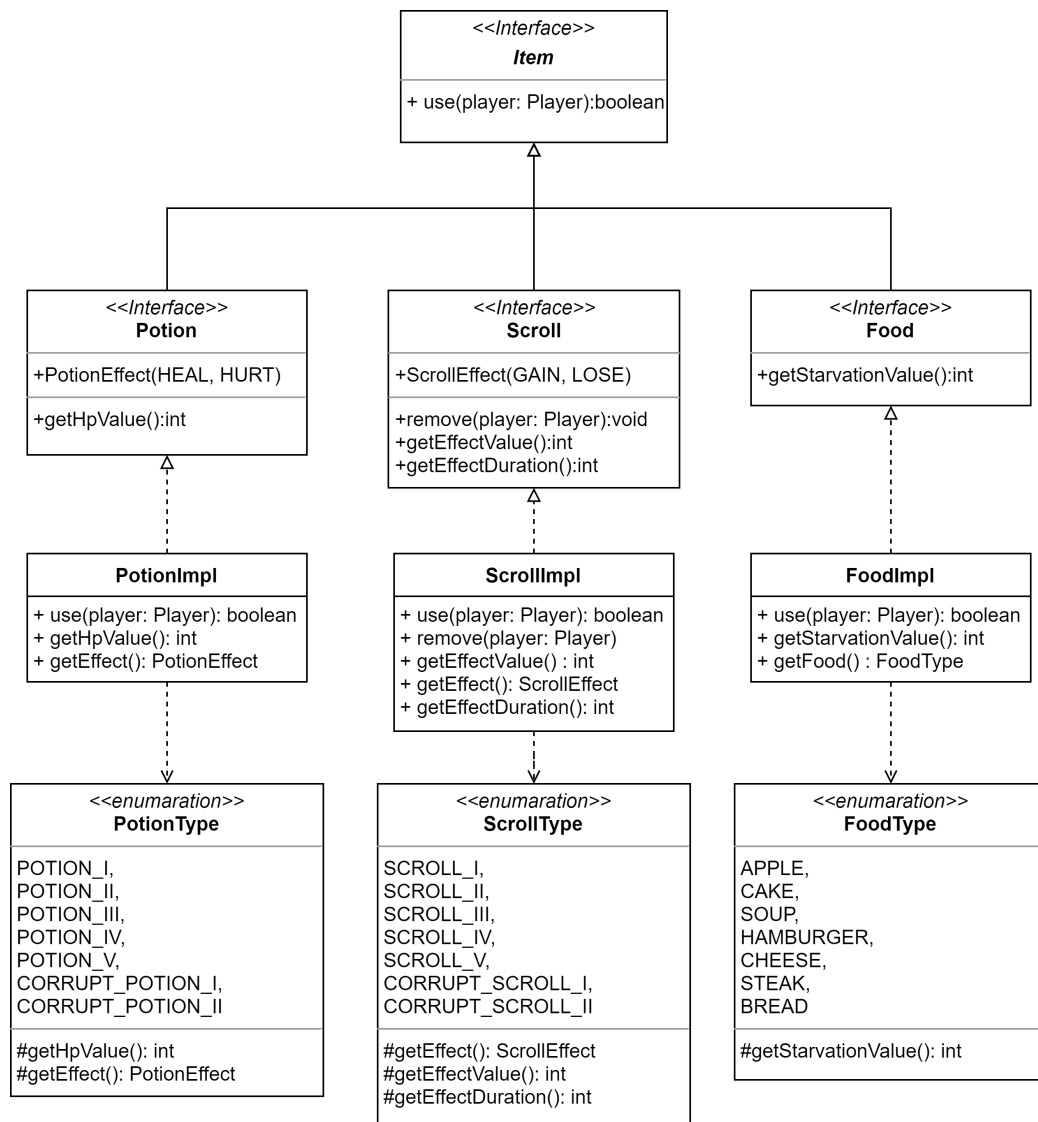 <<Interface>>
Item
+ use(player: Player):boolean
<<Interface>>
Potion
+PotionEffect(HEAL, HURT)
+getHpValue():int
<<Interface>>
Scroll
+ScrollEffect(GAIN, LOSE)
+remove(player: Player):void
+getEffectValue():int
+getEffectDuration():int
<<Interface>>
Food
+getStarvationValue():int
PotionImpl
+ use(player: Player): boolean
+ getHpValue(): int
+ getEffect(): PotionEffect
ScrollImpl
+ use(player: Player): boolean
+ remove(player: Player)
+ getEffectValue() : int
+ getEffect(): ScrollEffect
+ getEffectDuration(): int
FoodImpl
+ use(player: Player): boolean
+ getStarvationValue(): int
+ getFood() : FoodType
<<enumaration>>
PotionType
POTION_I,
POTION_II,
POTION_III,
POTION_IV,
POTION_V,
CORRUPT_POTION_I,
CORRUPT_POTION_II
#getHpValue(): int
#getEffect(): PotionEffect
<<enumaration>>
ScrollType
SCROLL_I,
SCROLL_II,
SCROLL_III,
SCROLL_IV,
SCROLL_V,
CORRUPT_SCROLL_I,
CORRUPT_SCROLL_II
#getEffect(): ScrollEffect
#getEffectValue(): int
#getEffectDuration(): int
<<enumaration>>
FoodType
APPLE,
CAKE,
SOUP,
HAMBURGER,
CHEESE,
STEAK,
BREAD
#getStarvationValue(): int